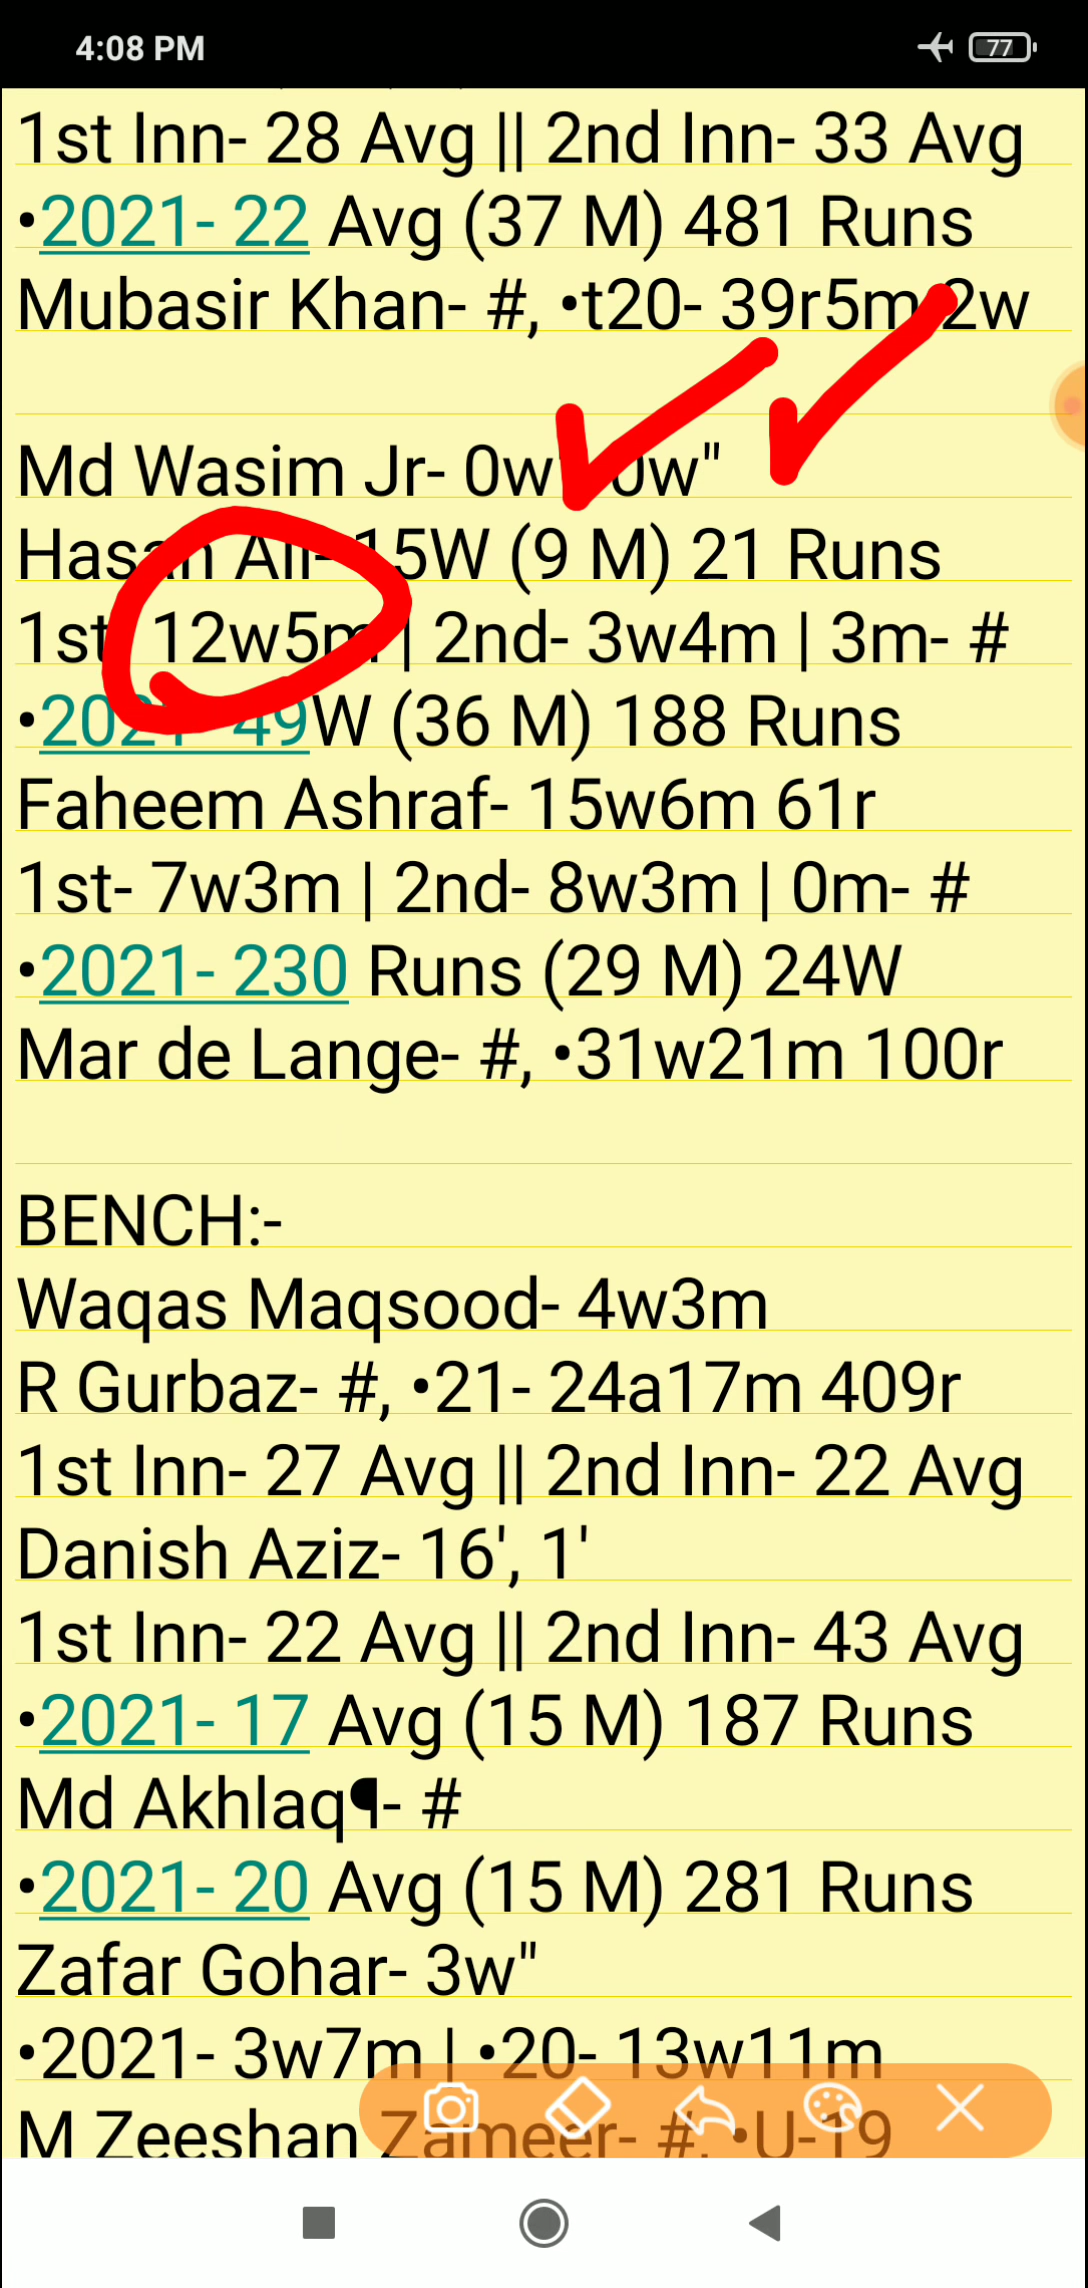 4:08 PM
77
1st Inn- 28 Avg || 2nd Inn- 33 Avg
•2021- 22 Avg (37 M) 481 Runs
Mubasir Khan- #, •t20- 39r5m 2w
Md Wasim Jr- 0w' 0w"
Hasan Ali- 15W (9 M) 21 Runs
1st- 12w5m | 2nd- 3w4m | 3m- #
•2021- 49W (36 M) 188 Runs
Faheem Ashraf- 15w6m 61r
1st- 7w3m | 2nd- 8w3m | 0m- #
•2021- 230 Runs (29 M) 24W
Mar de Lange- #, •31w21m 100r
BENCH:-
Waqas Maqsood- 4w3m
R Gurbaz- #, •21- 24a17m 409r
1st Inn- 27 Avg || 2nd Inn- 22 Avg
Danish Aziz- 16', 1'
1st Inn- 22 Avg || 2nd Inn- 43 Avg
•2021- 17 Avg (15 M) 187 Runs
Md Akhlaq¶- #
•2021- 20 Avg (15 M) 281 Runs
Zafar Gohar- 3w"
•2021- 3w7m | •20- 13w11m
M Zeeshan Zameer- #, •U-19